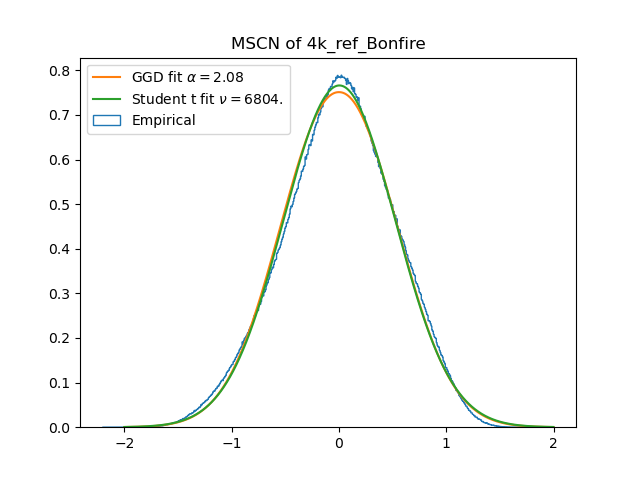 MSCN of 4k_ref_Bonfire
GGD fit α = 2.08
Student t fit ν = 6804.
Empirical
0.8
0.7
0.6
0.5
0.4
0.3
0.2
0.1
0.0
−2 −1 0 1 2